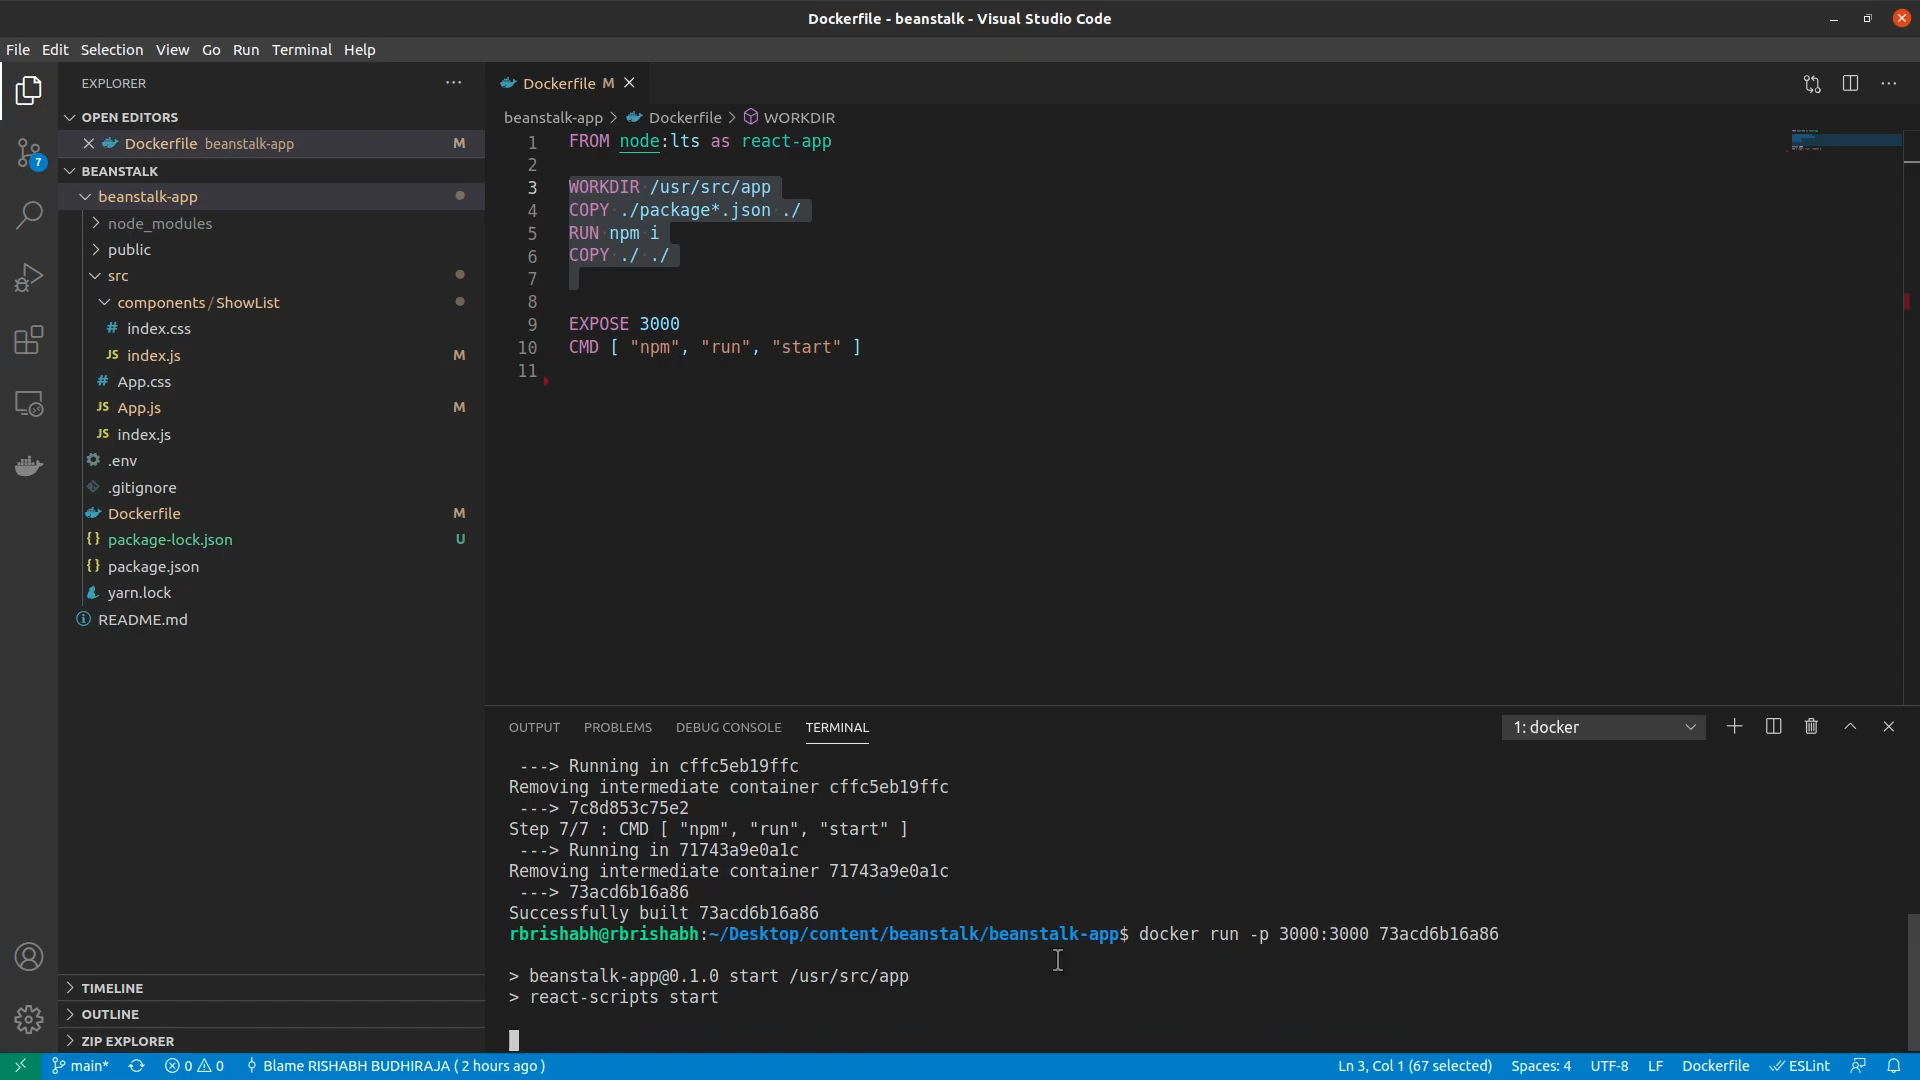 Dockerfile - beanstalk - Visual Studio Code
File Edit Selection View Go Run Terminal Help
EXPLORER
OPEN EDITORS
Dockerfile beanstalk-app M
BEANSTALK
beanstalk-app
node_modules
public
src
components / ShowList
# index.css
JS index.js M
# App.css
JS App.js M
JS index.js
.env
.gitignore
Dockerfile M
{} package-lock.json U
{} package.json
yarn.lock
README.md
TIMELINE
OUTLINE
ZIP EXPLORER
7
Dockerfile M
beanstalk-app > Dockerfile > WORKDIR
1 FROM node:lts as react-app
2
3 WORKDIR /usr/src/app
4 COPY ./package*.json ./
5 RUN npm i
6 COPY ./ ./
7
8
9 EXPOSE 3000
10 CMD [ "npm", "run", "start" ]
11
OUTPUT PROBLEMS DEBUG CONSOLE TERMINAL 1: docker
---> Running in cffc5eb19ffc
Removing intermediate container cffc5eb19ffc
---> 7c8d853c75e2
Step 7/7 : CMD [ "npm", "run", "start" ]
---> Running in 71743a9e0a1c
Removing intermediate container 71743a9e0a1c
---> 73acd6b16a86
Successfully built 73acd6b16a86
rbrishabh@rbrishabh:~/Desktop/content/beanstalk/beanstalk-app$ docker run -p 3000:3000 73acd6b16a86
> beanstalk-app@0.1.0 start /usr/src/app
> react-scripts start
main* 0 0 Blame RISHABH BUDHIRAJA ( 2 hours ago ) Ln 3, Col 1 (67 selected) Spaces: 4 UTF-8 LF Dockerfile ESLint